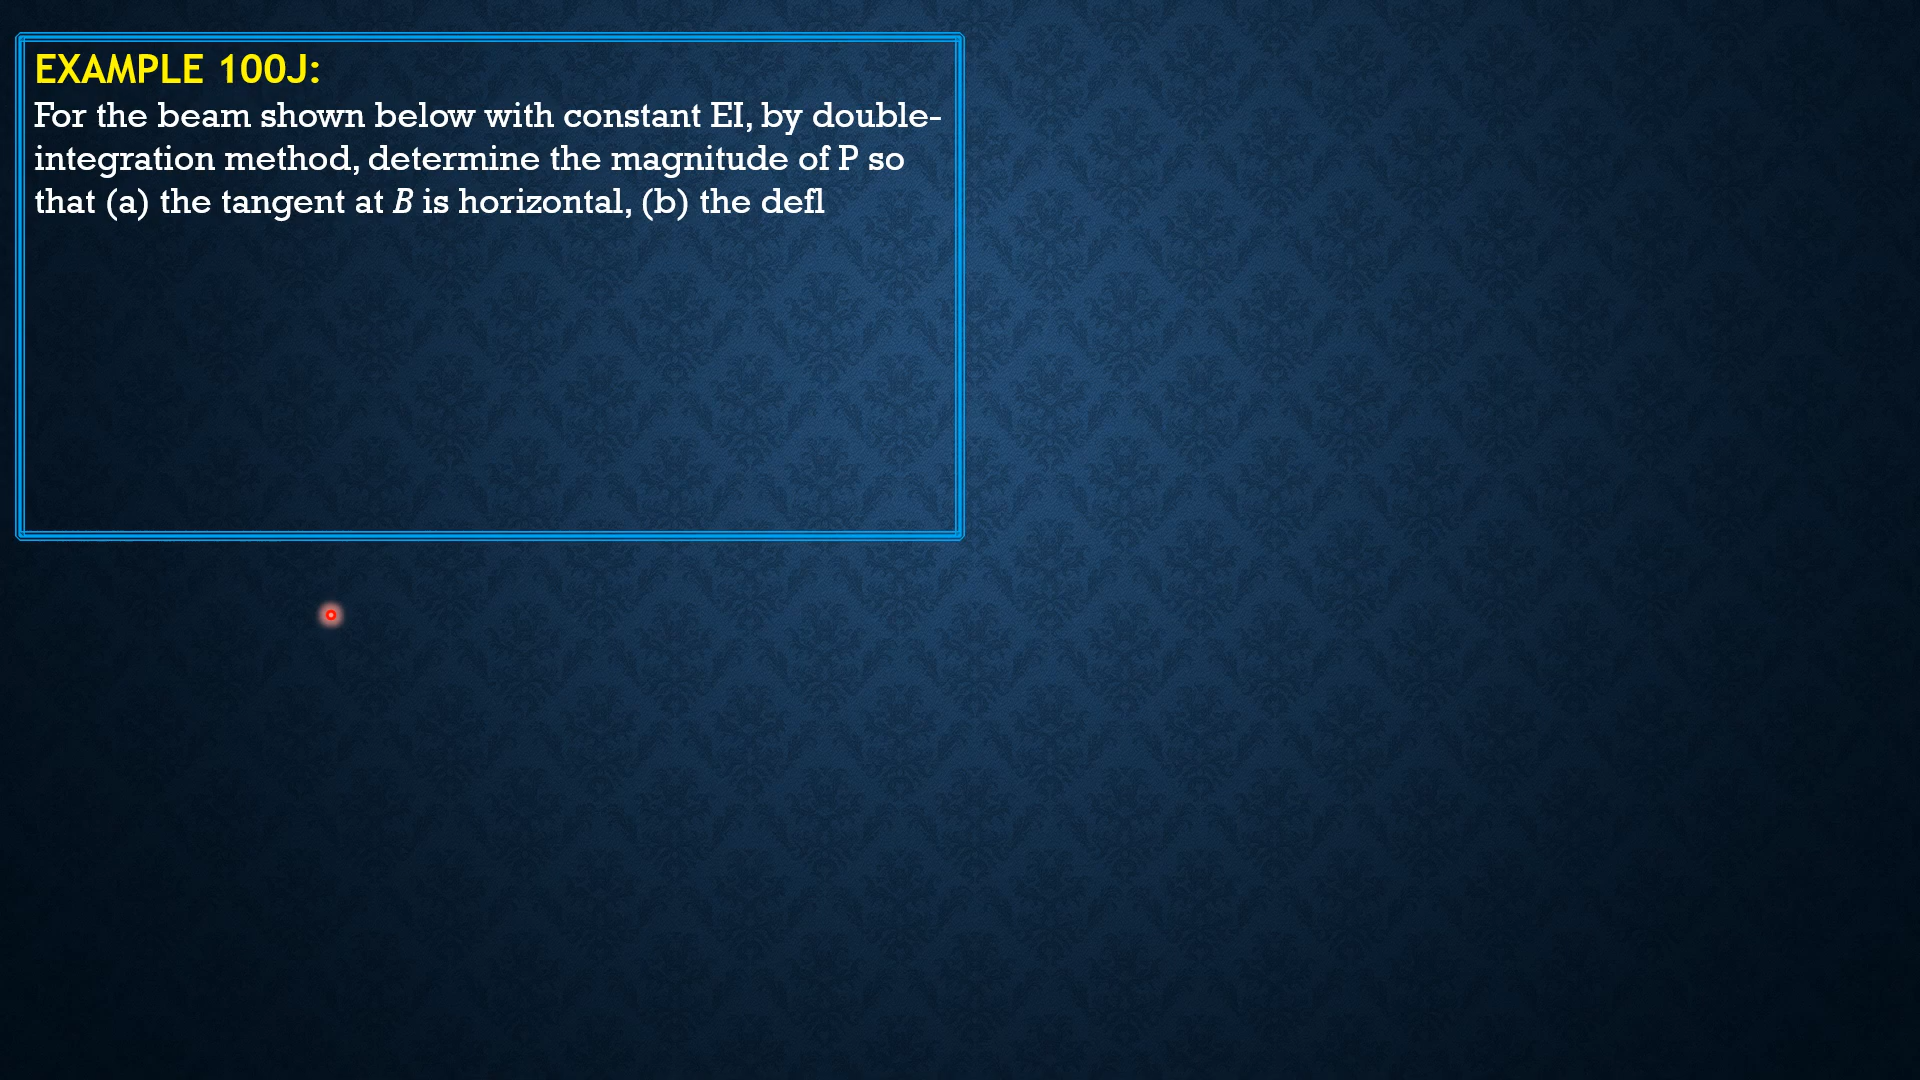 EXAMPLE 100J:
For the beam shown below with constant EI, by double-
integration method, determine the magnitude of P so
that (a) the tangent at B is horizontal, (b) the defl